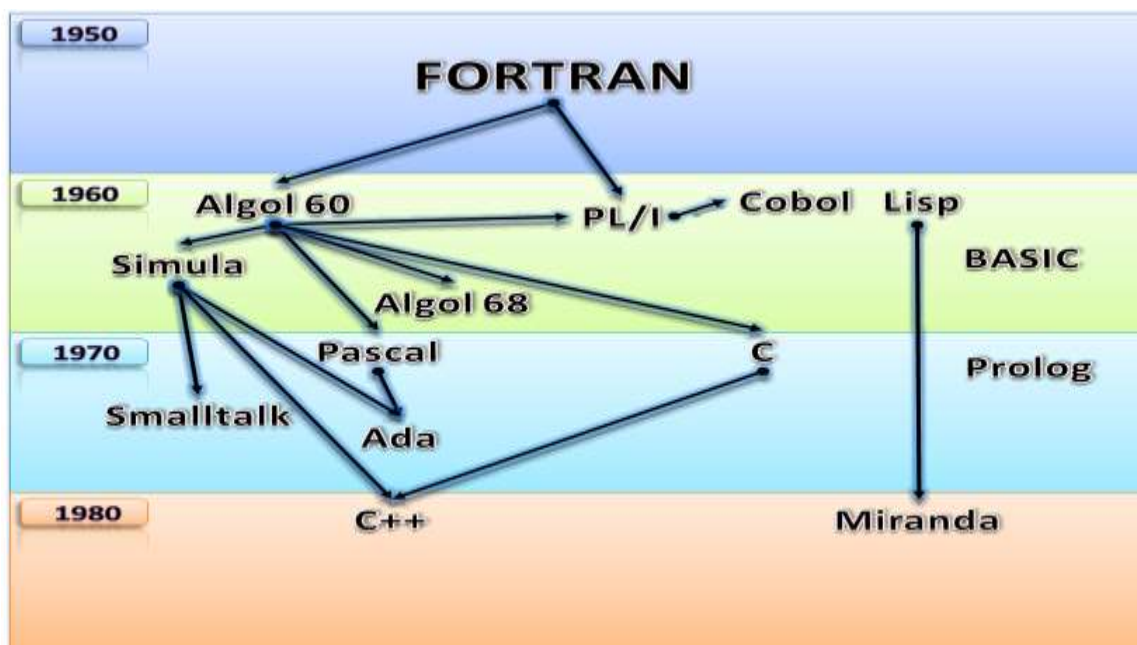 1950
FORTRAN
1960
Algol 60
PL/I
Cobol
Lisp
Simula
BASIC
Algol 68
1970
Pascal
C
Prolog
Smalltalk
Ada
1980
C++
Miranda